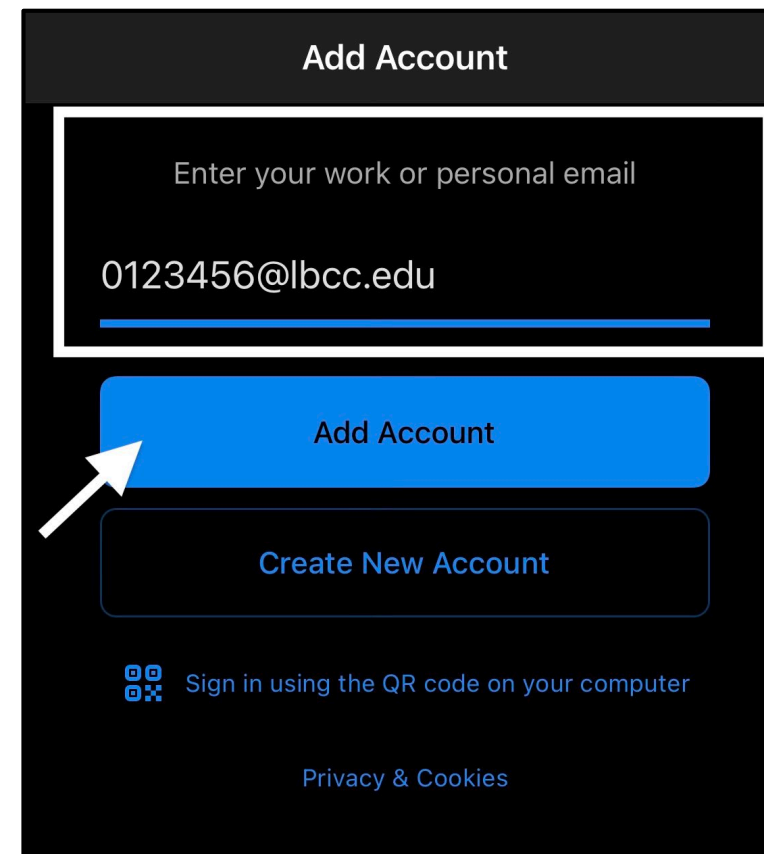 Add Account
Enter your work or personal email
0123456@lbcc.edu
Add Account
Create New Account
Sign in using the QR code on your computer
Privacy & Cookies